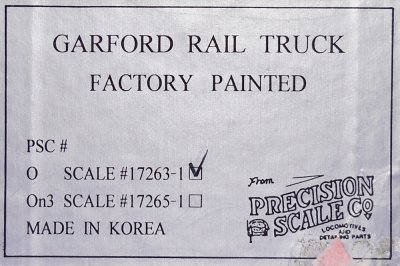 GARFORD RAIL TRUCK
FACTORY PAINTED
PSC #
O SCALE #17263-1
On3 SCALE #17265-1
MADE IN KOREA
From
PRECISION
SCALE Co
LOCOMOTIVES
AND
DETAILING PARTS